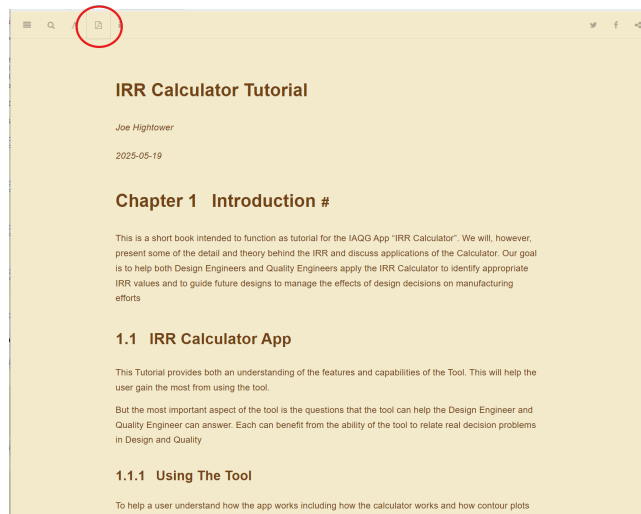 IRR Calculator Tutorial
Joe Hightower
2025-05-19
Chapter 1 Introduction #
This is a short book intended to function as tutorial for the IAQG App “IRR Calculator”. We will, however,
present some of the detail and theory behind the IRR and discuss applications of the Calculator. Our goal
is to help both Design Engineers and Quality Engineers apply the IRR Calculator to identify appropriate
IRR values and to guide future designs to manage the effects of design decisions on manufacturing
efforts
1.1 IRR Calculator App
This Tutorial provides both an understanding of the features and capabilities of the Tool. This will help the
user gain the most from using the tool.
But the most important aspect of the tool is the questions that the tool can help the Design Engineer and
Quality Engineer can answer. Each can benefit from the ability of the tool to relate real decision problems
in Design and Quality
1.1.1 Using The Tool
To help a user understand how the app works including how the calculator works and how contour plots